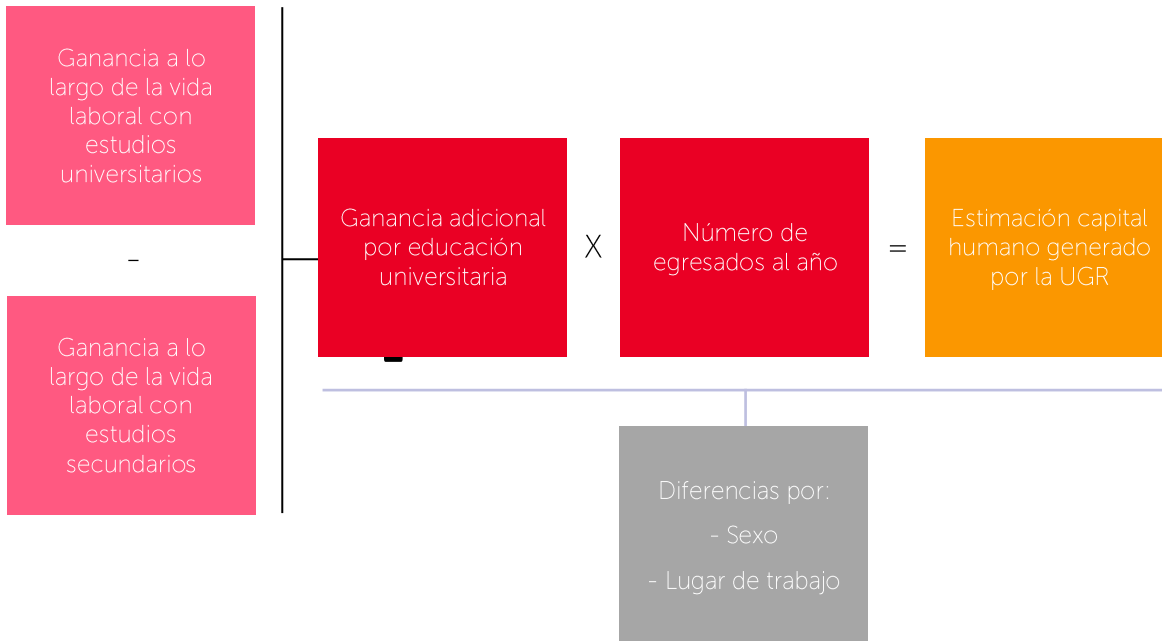 Ganancia a lo
largo de la vida
laboral con
estudios
universitarios
-
Ganancia a lo
largo de la vida
laboral con
estudios
secundarios
Ganancia adicional
por educación
universitaria
X
Número de
egresados al año
=
Estimación capital
humano generado
por la UGR
Diferencias por:
- Sexo
- Lugar de trabajo